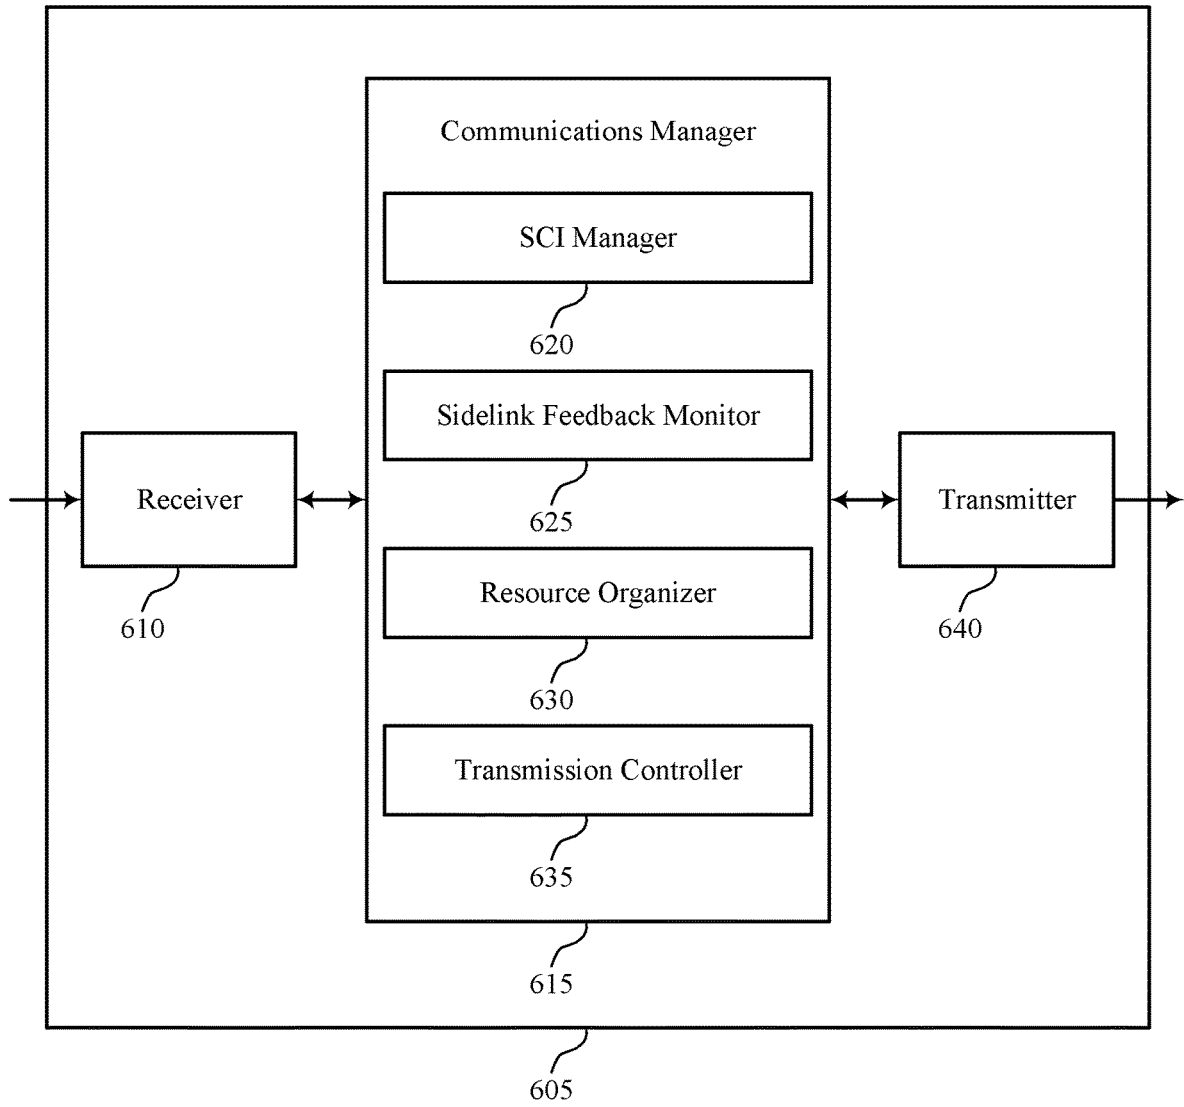 Communications Manager
SCI Manager
620
Sidelink Feedback Monitor
625
Receiver
610
Transmitter
640
Resource Organizer
630
Transmission Controller
635
615
605